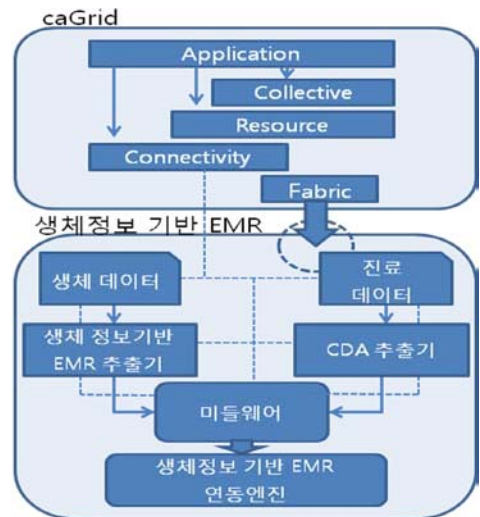 caGrid
Application
Collective
Resource
Connectivity
Fabric
생체정보 기반 EMR
생체 데이터
진료
데이터
생체 정보기반
EMR 추출기
CDA 추출기
미들웨어
생체정보 기반 EMR
연동엔진